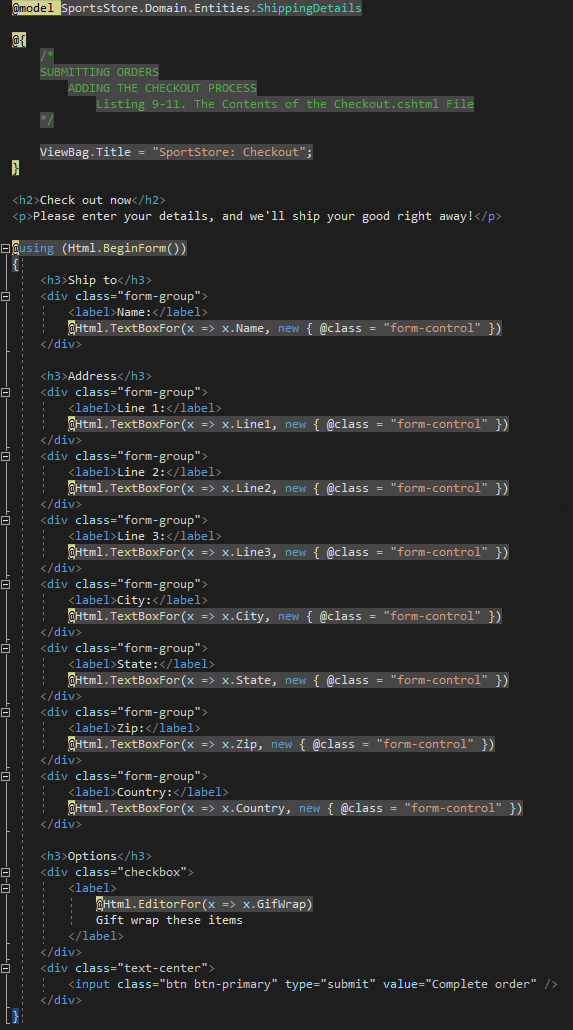 @model SportsStore.Domain.Entities.ShippingDetails
@{
/*
SUBMITTING ORDERS
ADDING THE CHECKOUT PROCESS
Listing 9-11. The Contents of the Checkout.cshtml File
*/
ViewBag.Title = "SportStore: Checkout";
}
<h2>Check out now</h2>
<p>Please enter your details, and we'll ship your good right away!</p>
@using (Html.BeginForm())
{
<h3>Ship to</h3>
<div class="form-group">
<label>Name:</label>
@Html.TextBoxFor(x => x.Name, new { @class = "form-control" })
</div>
<h3>Address</h3>
<div class="form-group">
<label>Line 1:</label>
@Html.TextBoxFor(x => x.Line1, new { @class = "form-control" })
</div>
<div class="form-group">
<label>Line 2:</label>
@Html.TextBoxFor(x => x.Line2, new { @class = "form-control" })
</div>
<div class="form-group">
<label>Line 3:</label>
@Html.TextBoxFor(x => x.Line3, new { @class = "form-control" })
</div>
<div class="form-group">
<label>City:</label>
@Html.TextBoxFor(x => x.City, new { @class = "form-control" })
</div>
<div class="form-group">
<label>State:</label>
@Html.TextBoxFor(x => x.State, new { @class = "form-control" })
</div>
<div class="form-group">
<label>Zip:</label>
@Html.TextBoxFor(x => x.Zip, new { @class = "form-control" })
</div>
<div class="form-group">
<label>Country:</label>
@Html.TextBoxFor(x => x.Country, new { @class = "form-control" })
</div>
<h3>Options</h3>
<div class="checkbox">
<label>
@Html.EditorFor(x => x.GifWrap)
Gift wrap these items
</label>
</div>
<div class="text-center">
<input class="btn btn-primary" type="submit" value="Complete order" />
</div>
}